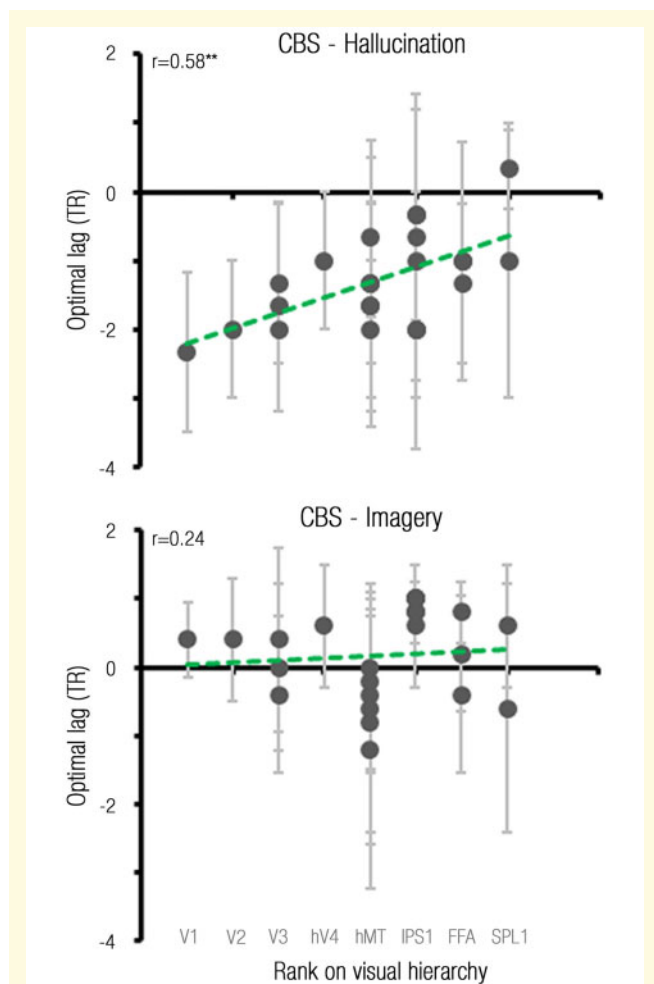 CBS - Hallucination
r=0.58**
2
0
-2
-4
Optimal lag (TR)
CBS - Imagery
r=0.24
2
0
-2
-4
Optimal lag (TR)
V1 V2 V3 hV4 hMT IPS1 FFA SPL1
Rank on visual hierarchy